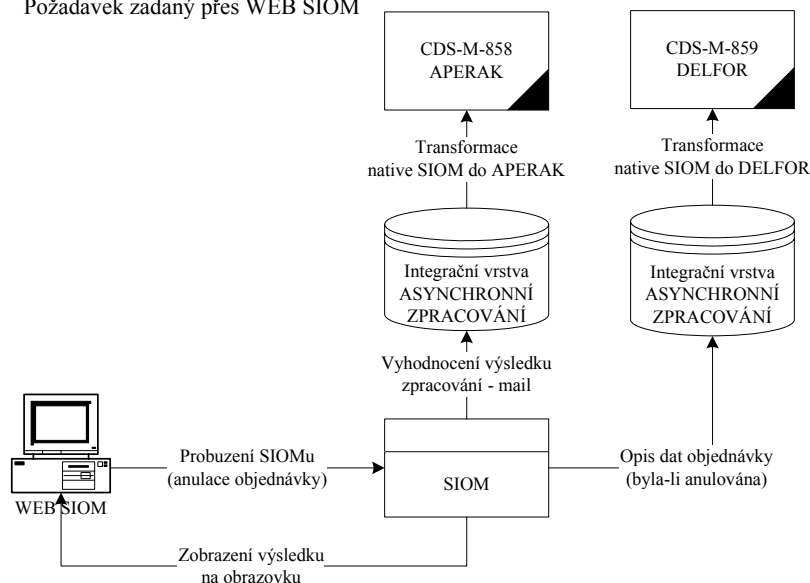 Požadavek zadaný přes WEB SIOM
CDS-M-858
APERAK
CDS-M-859
DELFOR
Transformace
native SIOM do APERAK
Transformace
native SIOM do DELFOR
Integrační vrstva
ASYNCHRONNÍ
ZPRACOVÁNÍ
Integrační vrstva
ASYNCHRONNÍ
ZPRACOVÁNÍ
Vyhodnocení výsledku
zpracování - mail
Probuzení SIOMu
(anulace objednávky)
SIOM
Opis dat objednávky
(byla-li anulována)
WEB SIOM
Zobrazení výsledku
na obrazovku